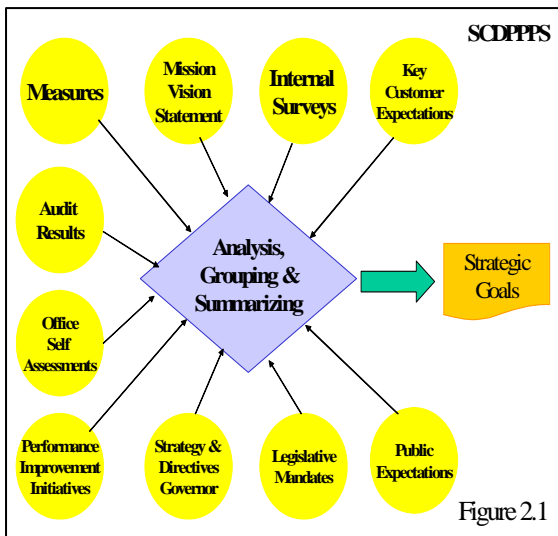 SCDPPPS
Measures
Mission
Vision
Statement
Internal
Surveys
Key
Customer
Expectations
Audit
Results
Analysis,
Grouping &
Summarizing
Strategic
Goals
Office
Self
Assessments
Performance
Improvement
Initiatives
Strategy &
Directives
Governor
Legislative
Mandates
Public
Expectations
Figure 2.1